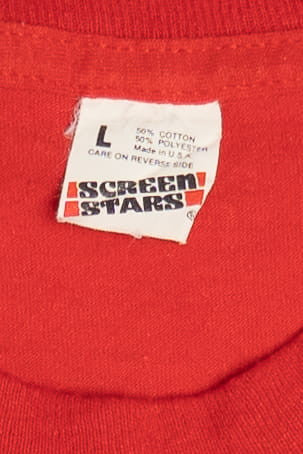 L
50% COTTON
50% POLYESTER
Made in U.S.A.
CARE ON REVERSE SIDE
SCREEN
STARS
®